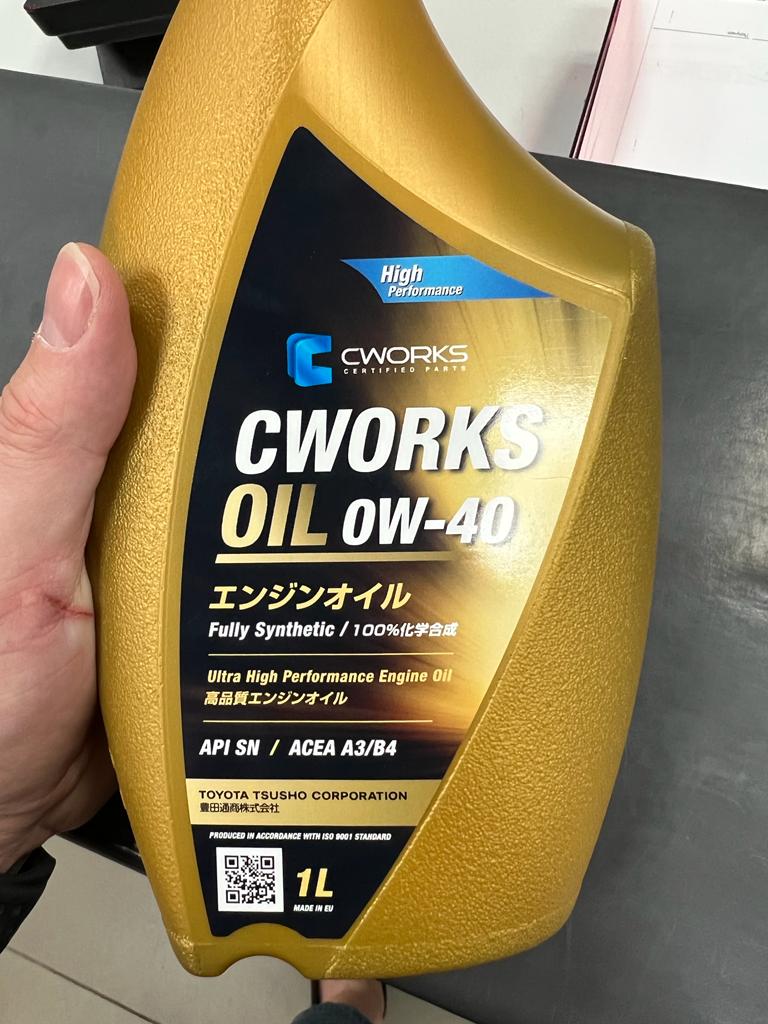 High
Performance
CWORKS
CERTIFIED PARTS
CWORKS
OIL 0W-40
エンジンオイル
Fully Synthetic / 100%化学合成
Ultra High Performance Engine Oil
高品質エンジンオイル
API SN / ACEA A3/B4
TOYOTA TSUSHO CORPORATION
豊田通商株式会社
PRODUCED IN ACCORDANCE WITH ISO 9001 STANDARD
1L
MADE IN EU